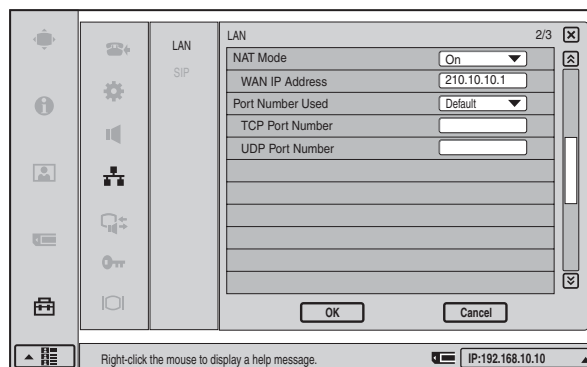 LAN
SIP
LAN 2/3
NAT Mode On
WAN IP Address 210.10.10.1
Port Number Used Default
TCP Port Number
UDP Port Number
OK Cancel
Right-click the mouse to display a help message. IP:192.168.10.10